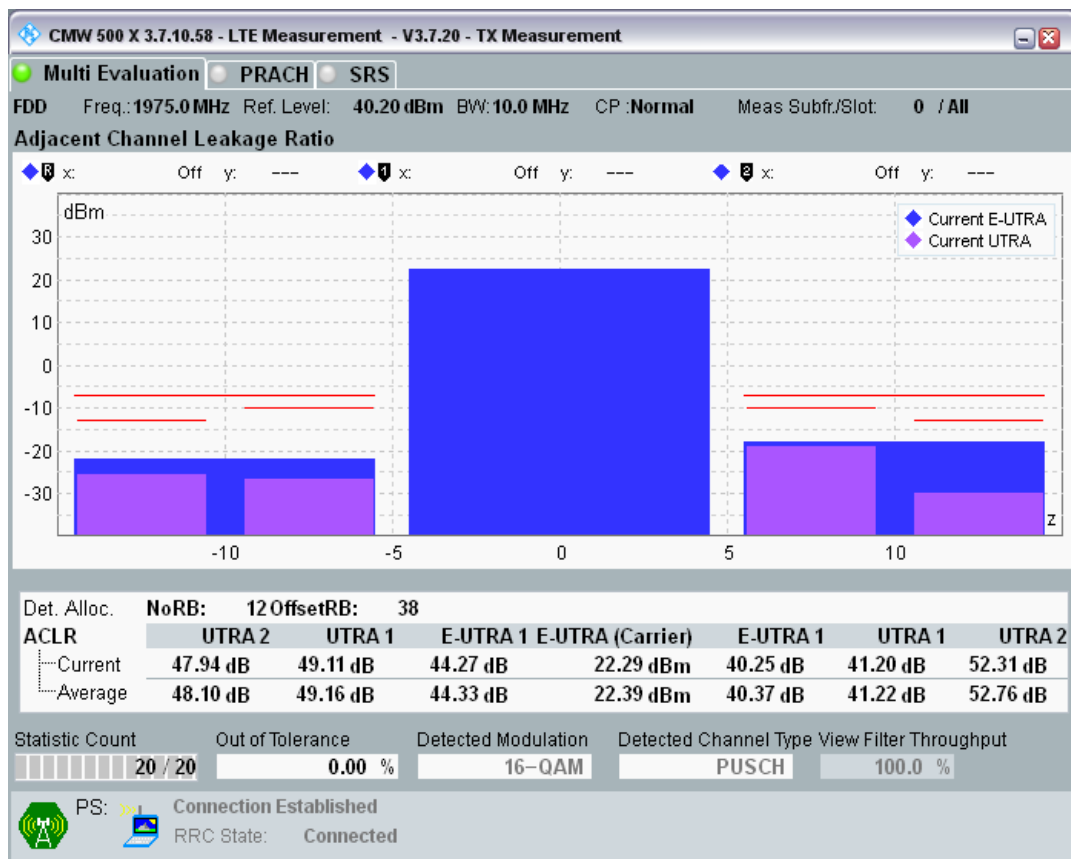 CMW 500 X 3.7.10.58 - LTE Measurement - V3.7.20 - TX Measurement
Multi Evaluation PRACH SRS
FDD Freq.:1975.0 MHz Ref. Level: 40.20 dBm BW:10.0 MHz CP :Normal Meas Subfr./Slot: 0 / All
Adjacent Channel Leakage Ratio
R x: Off y: --- 1 x: Off y: --- 2 x: Off y: ---
dBm
Current E-UTRA
Current UTRA
30
20
10
0
-10
-20
-30
z
-10 -5 0 5 10
Det. Alloc. NoRB: 12 OffsetRB: 38
ACLR UTRA 2 UTRA 1 E-UTRA 1 E-UTRA (Carrier) E-UTRA 1 UTRA 1 UTRA 2
Current 47.94 dB 49.11 dB 44.27 dB 22.29 dBm 40.25 dB 41.20 dB 52.31 dB
Average 48.10 dB 49.16 dB 44.33 dB 22.39 dBm 40.37 dB 41.22 dB 52.76 dB
Statistic Count Out of Tolerance Detected Modulation Detected Channel Type View Filter Throughput
20 / 20 0.00 % 16-QAM PUSCH 100.0 %
PS: Connection Established
RRC State: Connected